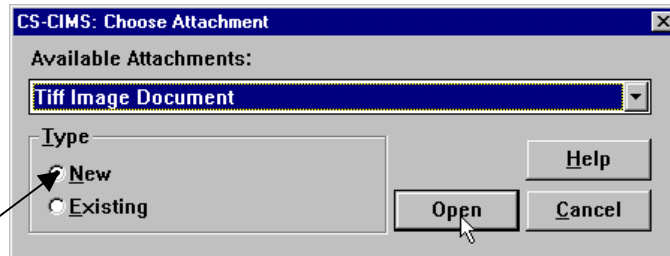 CS-CIMS: Choose Attachment
Available Attachments:
Tiff Image Document
Type
New
Existing
Help
Open
Cancel